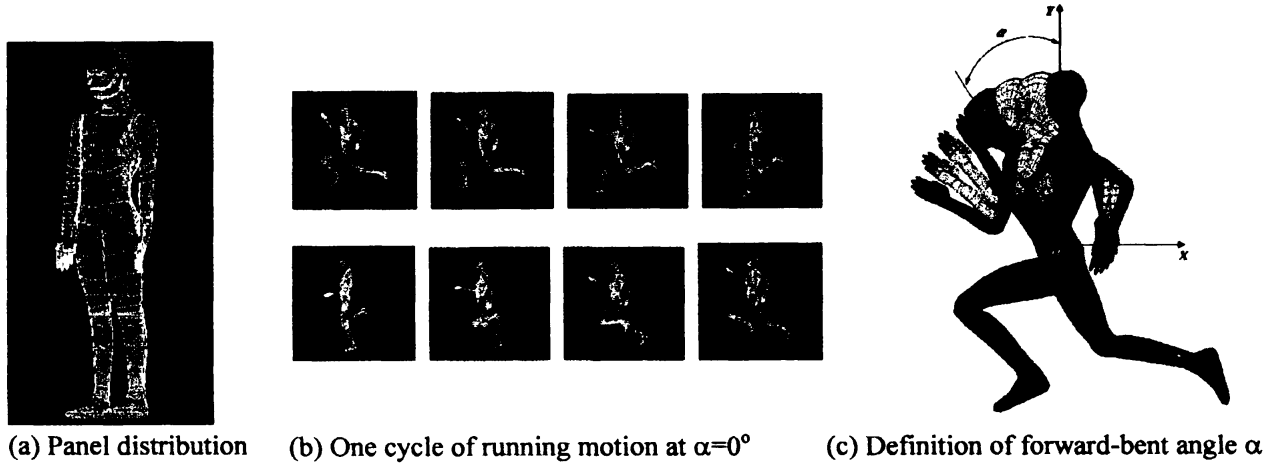 Y
α
X
(a) Panel distribution
(b) One cycle of running motion at α=0°
(c) Definition of forward-bent angle α